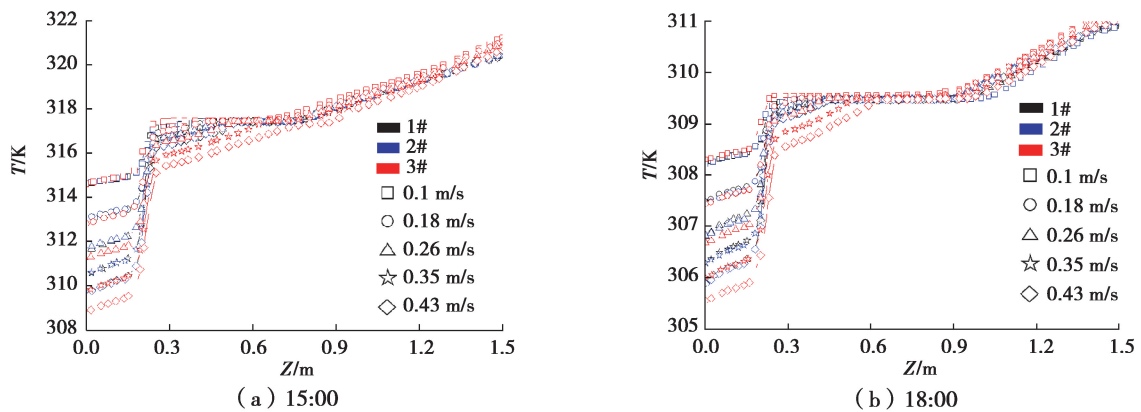 322
320
318
316
314
312
310
308
T/K
1#
2#
3#
0.1 m/s
0.18 m/s
0.26 m/s
0.35 m/s
0.43 m/s
0.0 0.3 0.6 0.9 1.2 1.5
Z/m
(a) 15:00
311
310
309
308
307
306
305
T/K
1#
2#
3#
0.1 m/s
0.18 m/s
0.26 m/s
0.35 m/s
0.43 m/s
0.0 0.3 0.6 0.9 1.2 1.5
Z/m
(b) 18:00